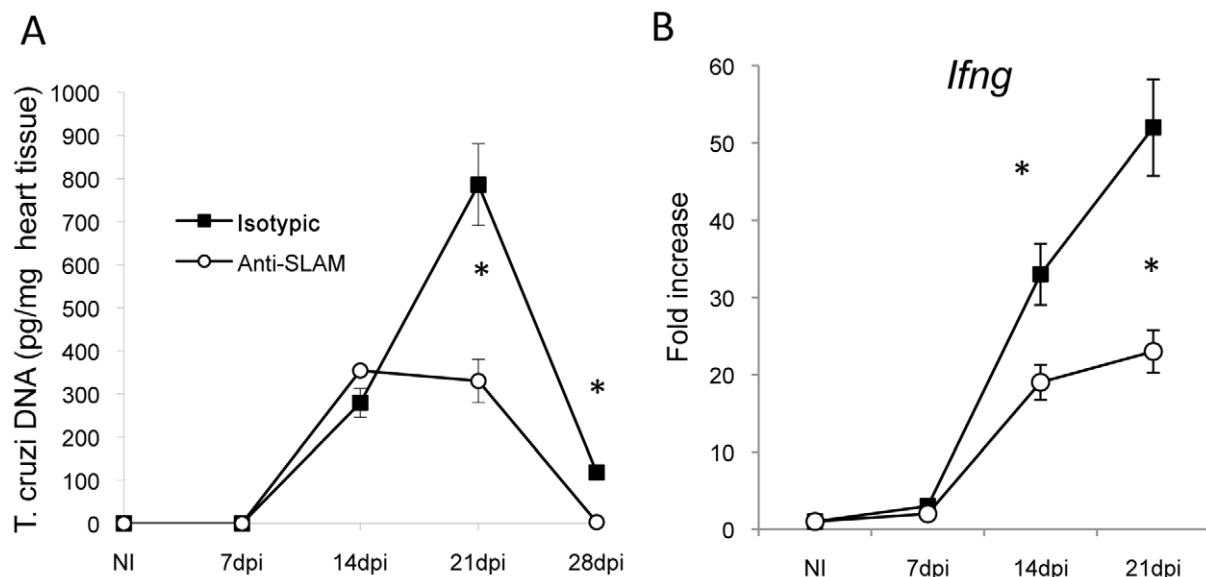 A
T. cruzi DNA (pg/mg heart tissue)
1000
900
800
700
600
500
400
300
200
100
0
Isotypic
Anti-SLAM
*
*
NI 7dpi 14dpi 21dpi 28dpi
B
Ifng
Fold increase
60
50
40
30
20
10
0
*
*
NI 7dpi 14dpi 21dpi